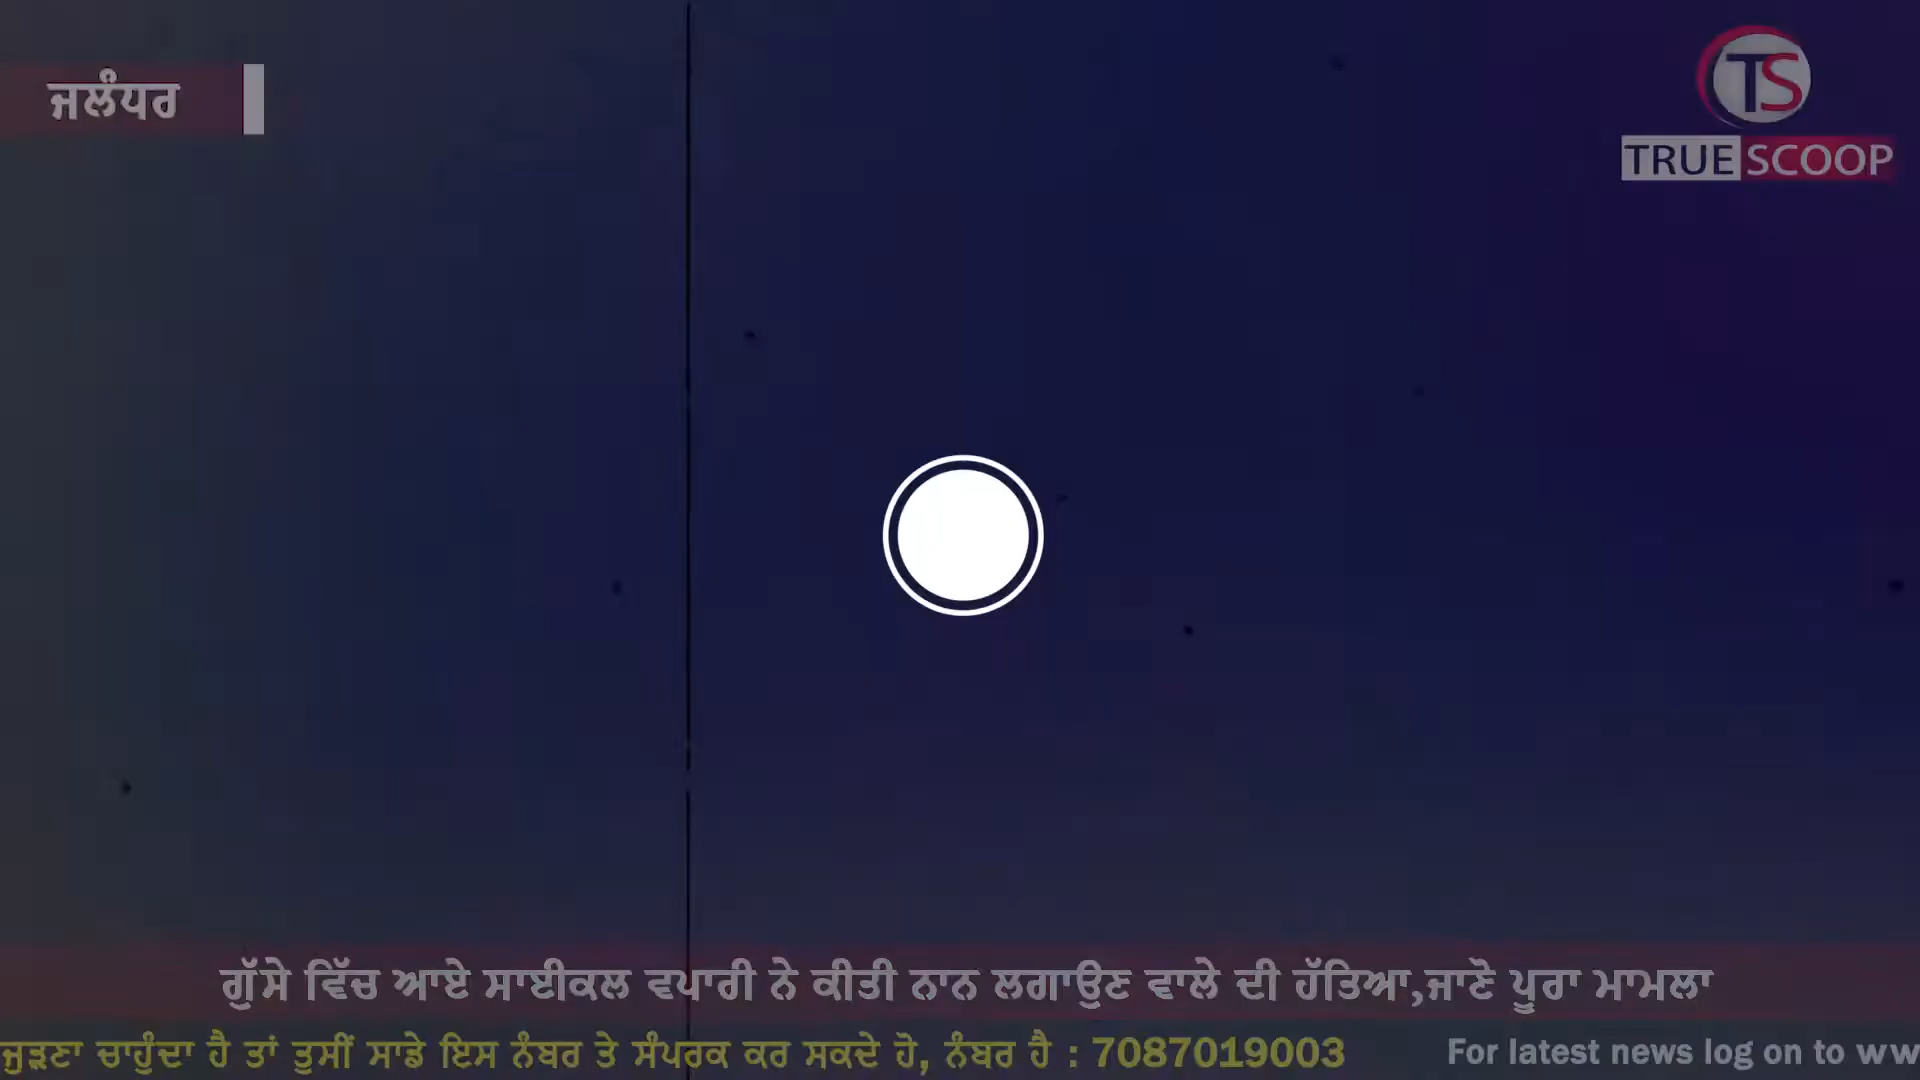 ਜਲੰਧਰ
TS
TRUE SCOOP
ਗੁੱਸੇ ਵਿੱਚ ਆਏ ਸਾਈਕਲ ਵਪਾਰੀ ਨੇ ਕੀਤੀ ਨਾਨ ਲਗਾਉਣ ਵਾਲੇ ਦੀ ਹੱਤਿਆ,ਜਾਣੋ ਪੂਰਾ ਮਾਮਲਾ
ਜੁੜਣਾ ਚਾਹੁੰਦਾ ਹੈ ਤਾਂ ਤੁਸੀਂ ਸਾਡੇ ਇਸ ਨੰਬਰ ਤੇ ਸੰਪਰਕ ਕਰ ਸਕਦੇ ਹੋ, ਨੰਬਰ ਹੈ : 7087019003 For latest news log on to ww